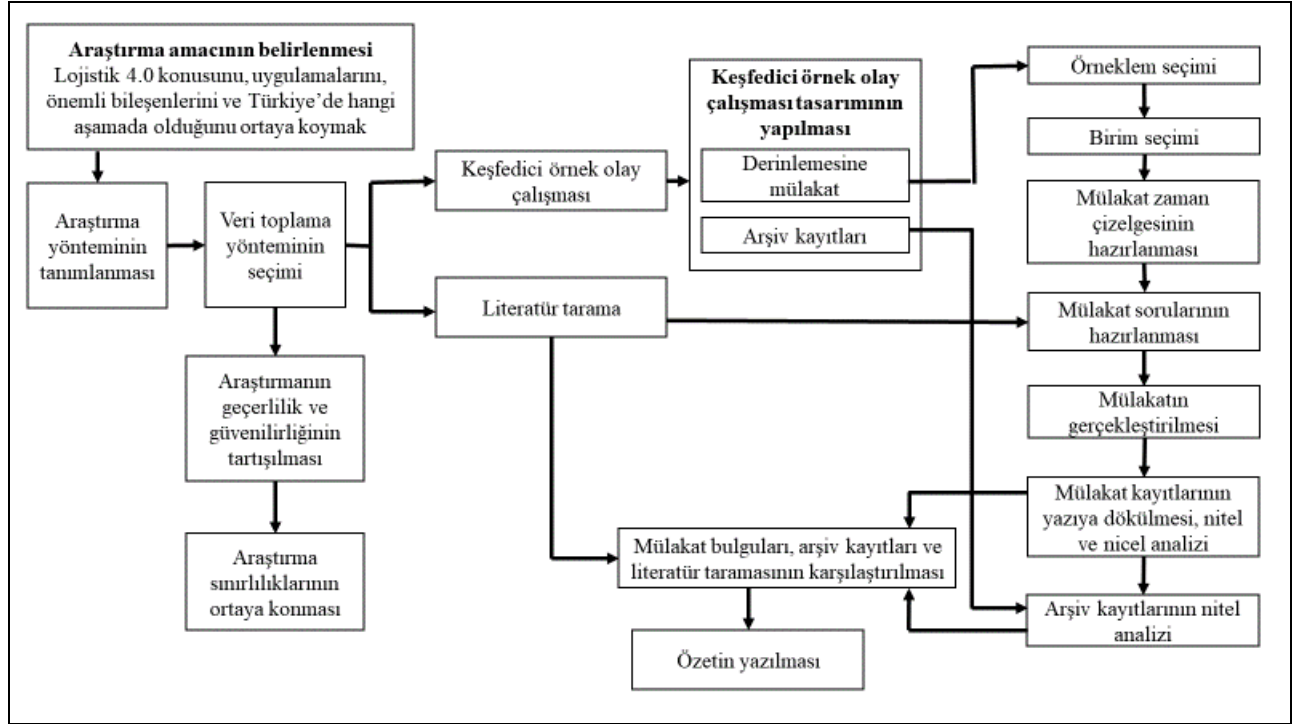 Araştırma amacının belirlenmesi
Lojistik 4.0 konusunu, uygulamalarını,
önemli bileşenlerini ve Türkiye’de hangi
aşamada olduğunu ortaya koymak
Araştırma
yönteminin
tanımlanması
Veri toplama
yönteminin
seçimi
Araştırmanın
geçerlilik ve
güvenilirliğinin
tartışılması
Araştırma
sınırlılıklarının
ortaya konması
Keşfedici örnek olay
çalışması
Literatür tarama
Keşfedici örnek olay
çalışması tasarımının
yapılması
Derinlemesine
mülakat
Arşiv kayıtları
Örneklem seçimi
Birim seçimi
Mülakat zaman
çizelgesinin
hazırlanması
Mülakat sorularının
hazırlanması
Mülakatın
gerçekleştirilmesi
Mülakat kayıtlarının
yazıya dökülmesi, nitel
ve nicel analizi
Arşiv kayıtlarının nitel
analizi
Mülakat bulguları, arşiv kayıtları ve
literatür taramasının karşılaştırılması
Özetin yazılması